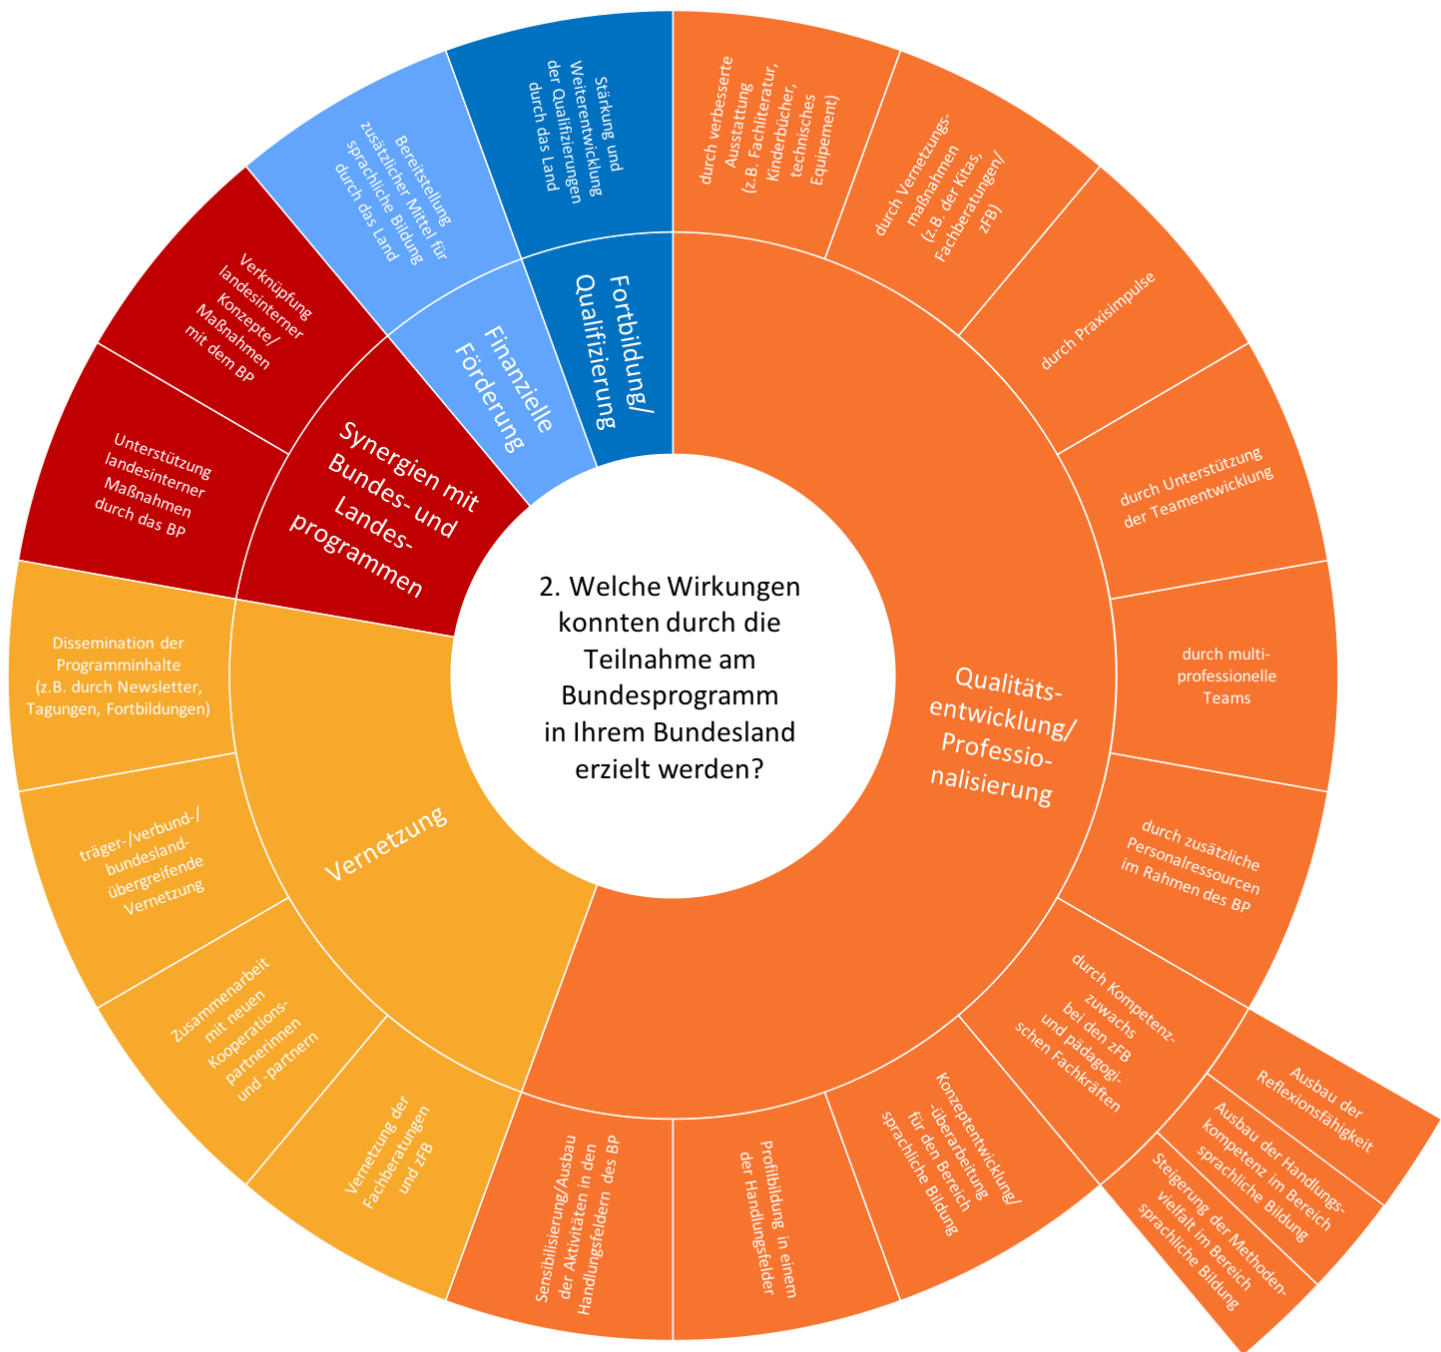 2. Welche Wirkungen
konnten durch die
Teilnahme am
Bundesprogramm
in Ihrem Bundesland
erzielt werden?
Qualitäts-
entwicklung/
Professio-
nalisierung
durch verbesserte
Ausstattung
(z.B. Fachliteratur,
Kinderbücher,
technisches
Equipement)
durch Vernetzungs-
maßnahmen
(z.B. der Kitas,
Fachberatungen/
zFB)
durch Praxisimpulse
durch Unterstützung
der Teamentwicklung
durch multi-
professionelle
Teams
durch zusätzliche
Personalressourcen
im Rahmen des BP
durch Kompetenz-
zuwachs
bei den zFB
und pädagogi-
schen Fachkräften
Ausbau der
Reflexionsfähigkeit
Ausbau der Handlungs-
kompetenz im Bereich
sprachliche Bildung
Steigerung der Methoden-
vielfalt im Bereich
sprachliche Bildung
Konzeptentwicklung/
-überarbeitung
für den Bereich
sprachliche Bildung
Profilbildung in einem
der Handlungsfelder
Sensibilisierung/Ausbau
der Aktivitäten in den
Handlungsfeldern des BP
Vernetzung
Vernetzung der
Fachberatungen
und zFB
Zusammenarbeit
mit neuen
Kooperations-
partnerinnen
und -partnern
träger-/verbund-/
bundesland-
übergreifende
Vernetzung
Dissemination der
Programminhalte
(z.B. durch Newsletter,
Tagungen, Fortbildungen)
Synergien mit
Bundes- und
Landes-
programmen
Unterstützung
landesinterner
Maßnahmen
durch das BP
Verknüpfung
landesinterner
Konzepte/
Maßnahmen
mit dem BP
Finanzielle
Förderung
Bereitstellung
zusätzlicher Mittel für
sprachliche Bildung
durch das Land
Fortbildung/
Qualifizierung
Stärkung und
Weiterentwicklung
der Qualifizierungen
durch das Land